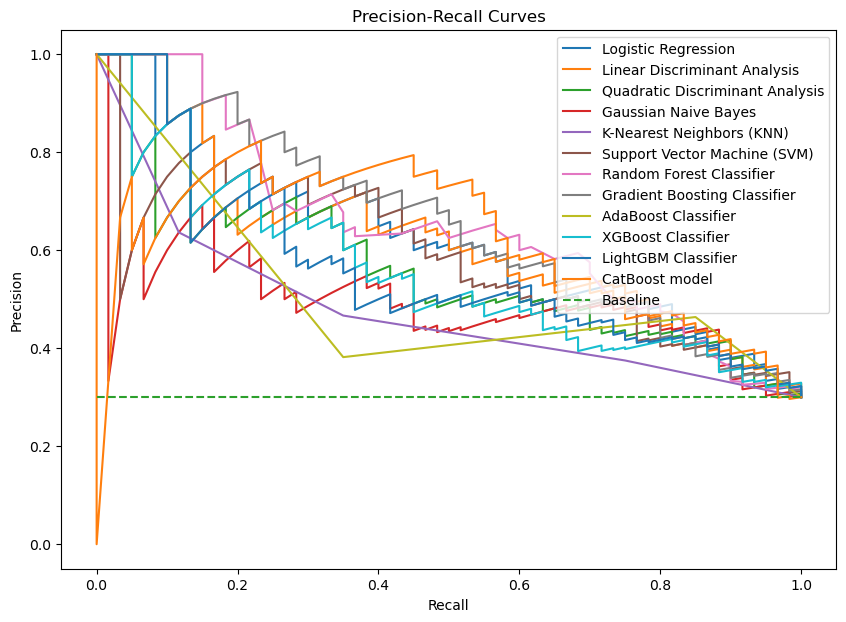 Precision-Recall Curves
Logistic Regression
Linear Discriminant Analysis
Quadratic Discriminant Analysis
Gaussian Naive Bayes
K-Nearest Neighbors (KNN)
Support Vector Machine (SVM)
Random Forest Classifier
Gradient Boosting Classifier
AdaBoost Classifier
XGBoost Classifier
LightGBM Classifier
CatBoost model
Baseline
Precision
1.0
0.8
0.6
0.4
0.2
0.0
0.0 0.2 0.4 0.6 0.8 1.0
Recall